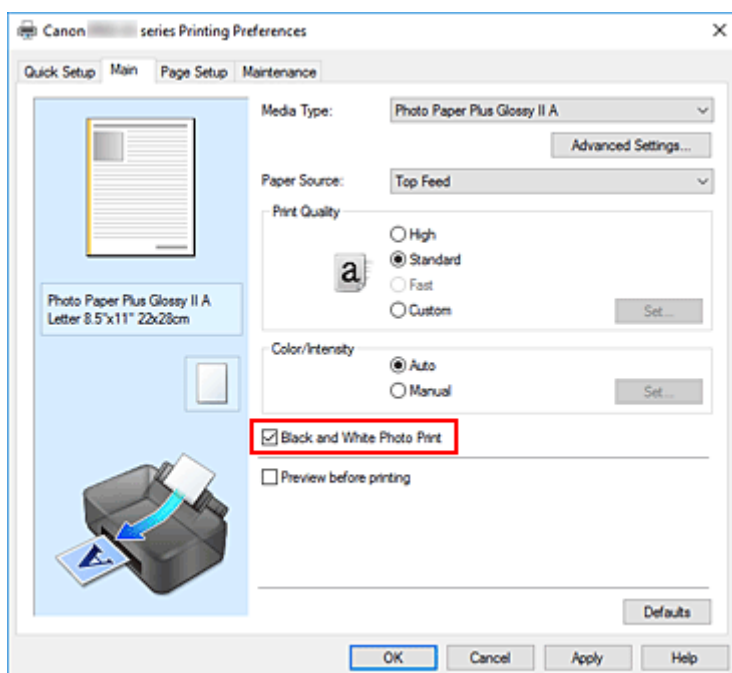 Canon series Printing Preferences
Quick Setup Main Page Setup Maintenance
Media Type: Photo Paper Plus Glossy II A
Advanced Settings...
Paper Source: Top Feed
Print Quality
High
a
Standard
Fast
Custom
Set...
Photo Paper Plus Glossy II A
Letter 8.5"x11" 22x28cm
Color/Intensity
Auto
Manual
Set...
Black and White Photo Print
Preview before printing
A
Defaults
OK Cancel Apply Help